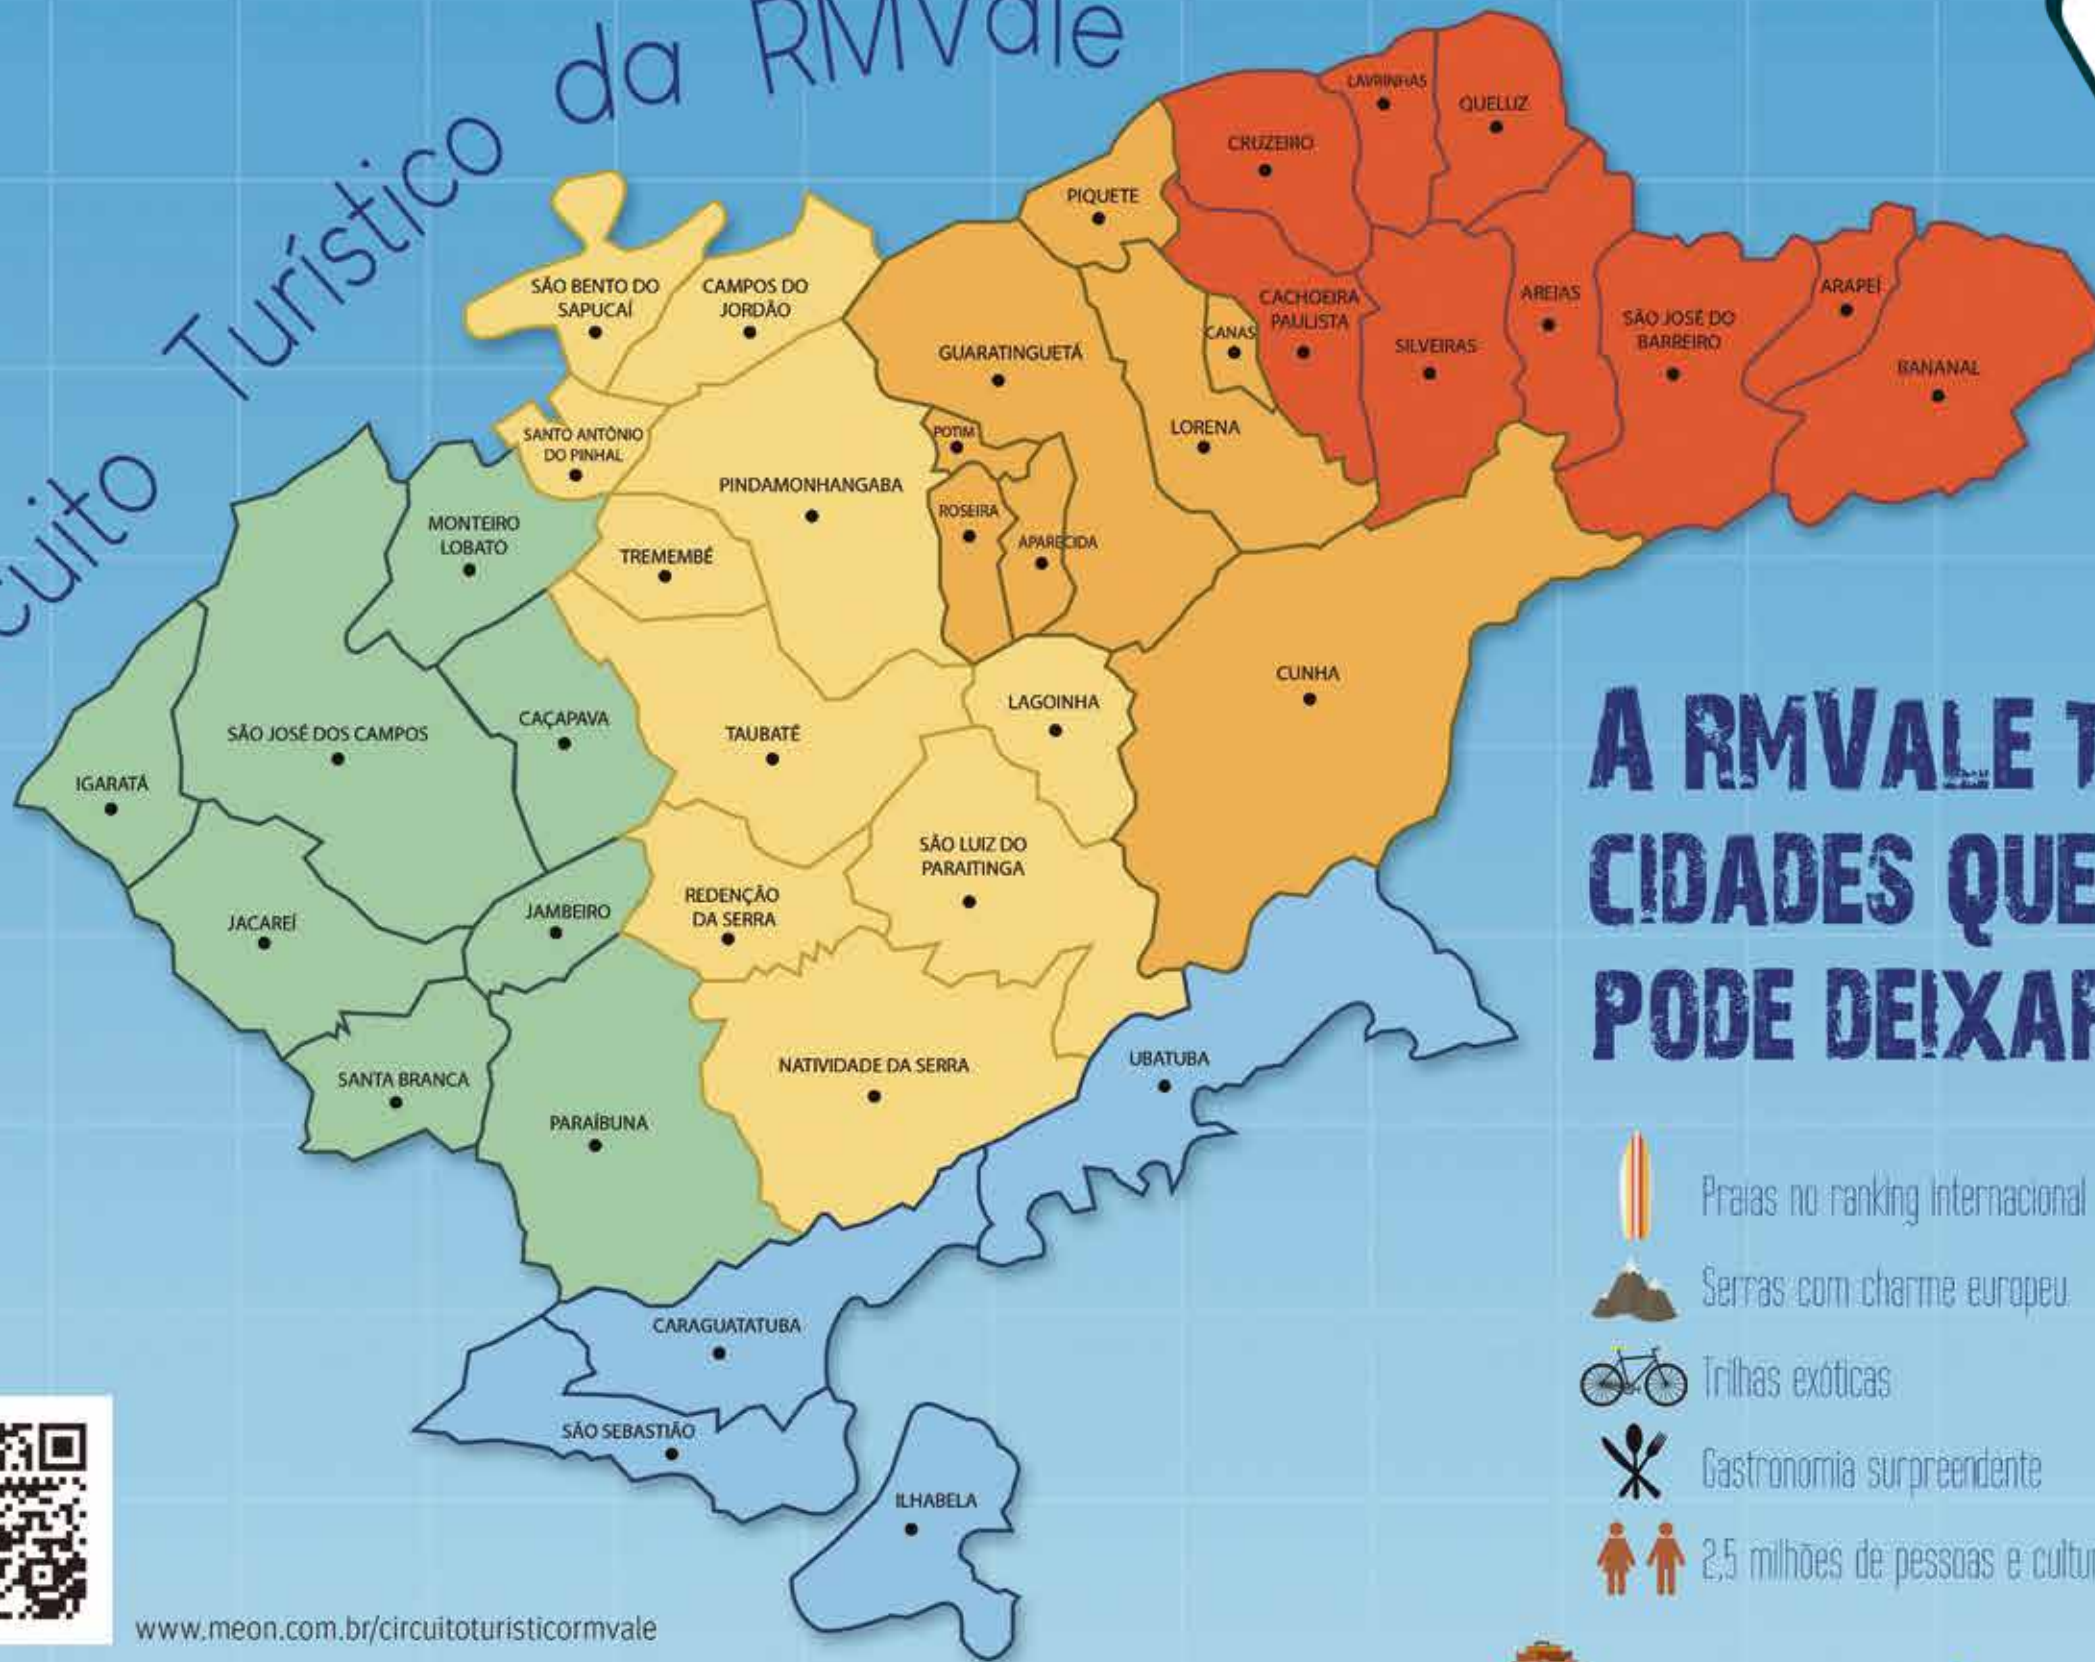 cuito Turístico da RMVale
LAVRINHAS
QUELUZ
CRUZEIRO
PIQUETE
SÃO BENTO DO
SAPUCAÍ
CAMPOS DO
JORDÃO
GUARATINGUETÁ
CANAS
CACHOEIRA
PAULISTA
SILVEIRAS
AREIAS
SÃO JOSÉ DO
BARREIRO
ARAPEÍ
BANANAL
SANTO ANTÔNIO
DO PINHAL
POTIM
LORENA
PINDAMONHANGABA
MONTEIRO
LOBATO
TREMEMBÉ
ROSEIRA
APARECIDA
CUNHA
SÃO JOSÉ DOS CAMPOS
CAÇAPAVA
TAUBATÉ
LAGOINHA
IGARATÁ
JACAREÍ
JAMBEIRO
REDENÇÃO
DA SERRA
SÃO LUIZ DO
PARAITINGA
SANTA BRANCA
PARAÍBUNA
NATIVIDADE DA SERRA
UBATUBA
CARAGUATATUBA
SÃO SEBASTIÃO
ILHABELA
A RMVALE T
CIDADES QUE
PODE DEIXAR
Praias no ranking internacional
Serras com charme europeu
Trilhas exóticas
Gastronomia surpreendente
2,5 milhões de pessoas e cultu
www.meon.com.br/circuitoturisticormvale